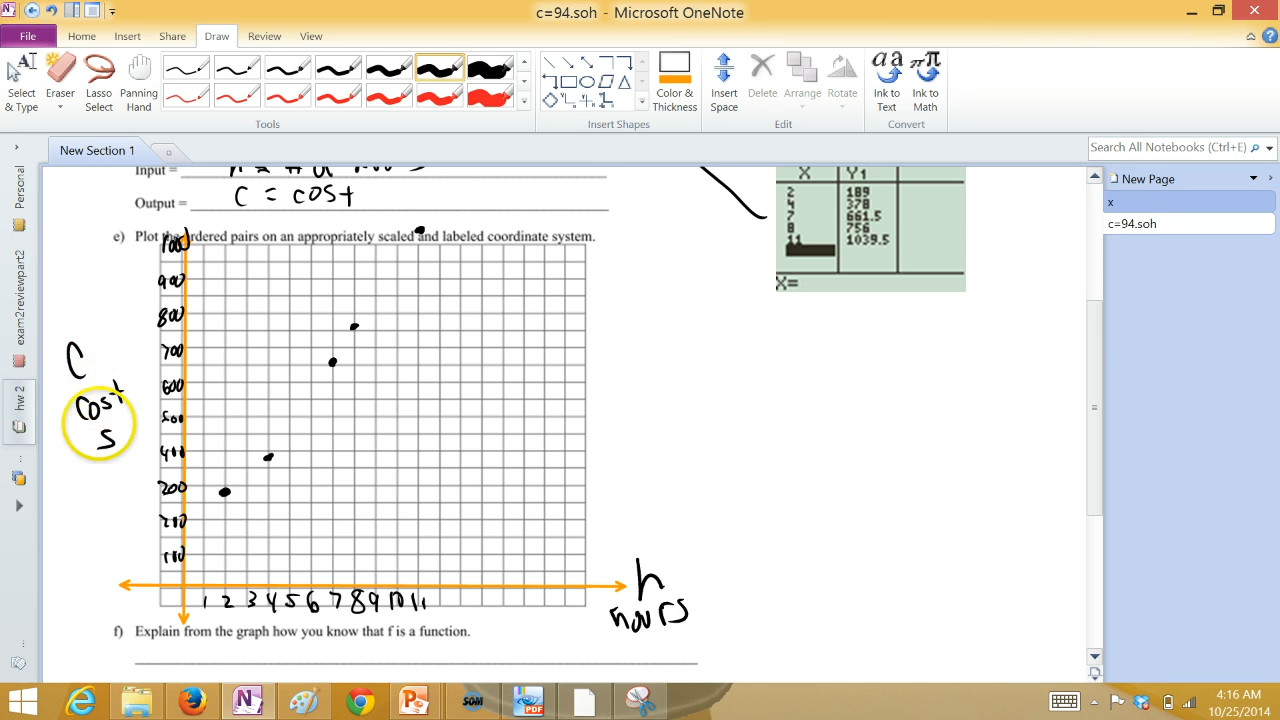 c=94.soh - Microsoft OneNote
File Home Insert Share Draw Review View
Select & Type
Eraser
Lasso Select
Panning Hand
Color & Thickness
Insert Space
Delete
Arrange
Rotate
Ink to Text
Ink to Math
Tools
Insert Shapes
Edit
Convert
New Section 1
Search All Notebooks (Ctrl+E)
Personal
exam2reviewpart2
hw 2
New Page
x
c=94.soh
Input =
Output = C = cost
e) Plot the ordered pairs on an appropriately scaled and labeled coordinate system.
X Y1
2 189
4 378
7 661.5
8 756
11 1039.5
X=
1000
900
800
700
600
500
400
200
100
C
cost
1 2 3 4 5 6 7 8 9 10 11
h
hours
f) Explain from the graph how you know that f is a function.
SOM
PDF
4:16 AM
10/25/2014